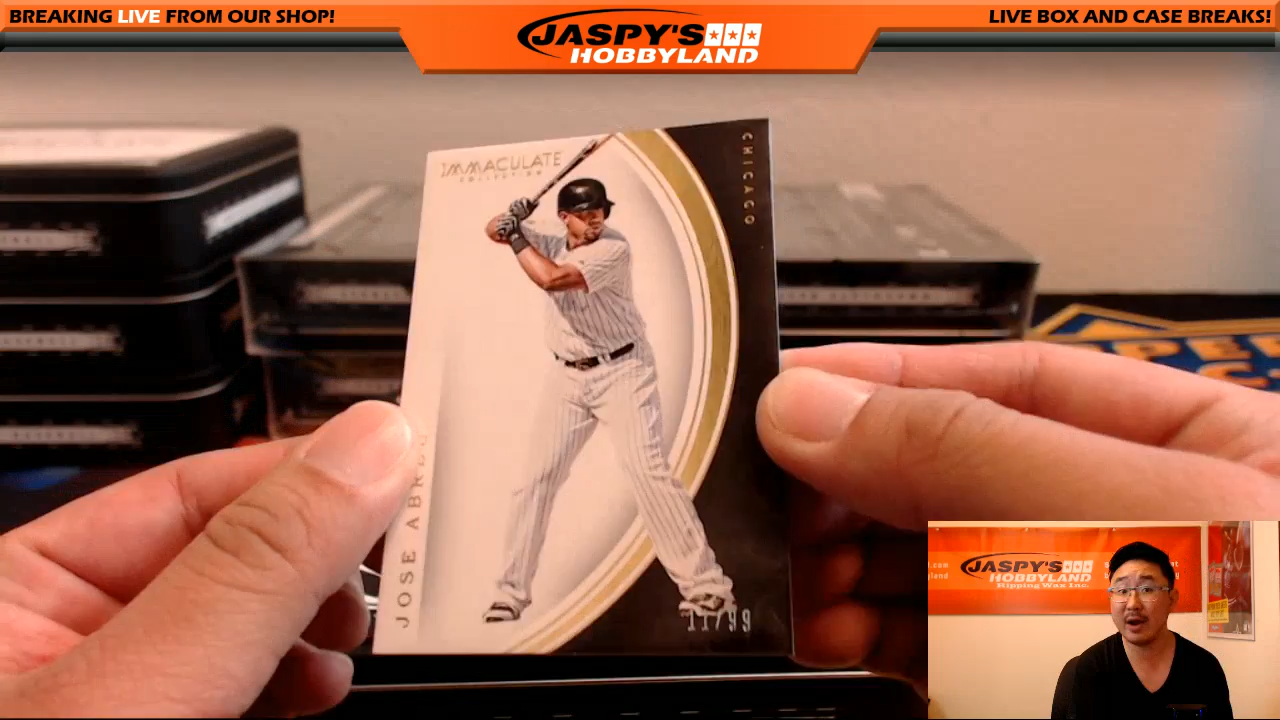 BREAKING LIVE FROM OUR SHOP!
JASPY'S
HOBBYLAND
LIVE BOX AND CASE BREAKS!
IMMACULATE
COLLECTION
CHICAGO
JOSE ABREU
11/99
JASPY'S
HOBBYLAND
Ripping Wax Inc.